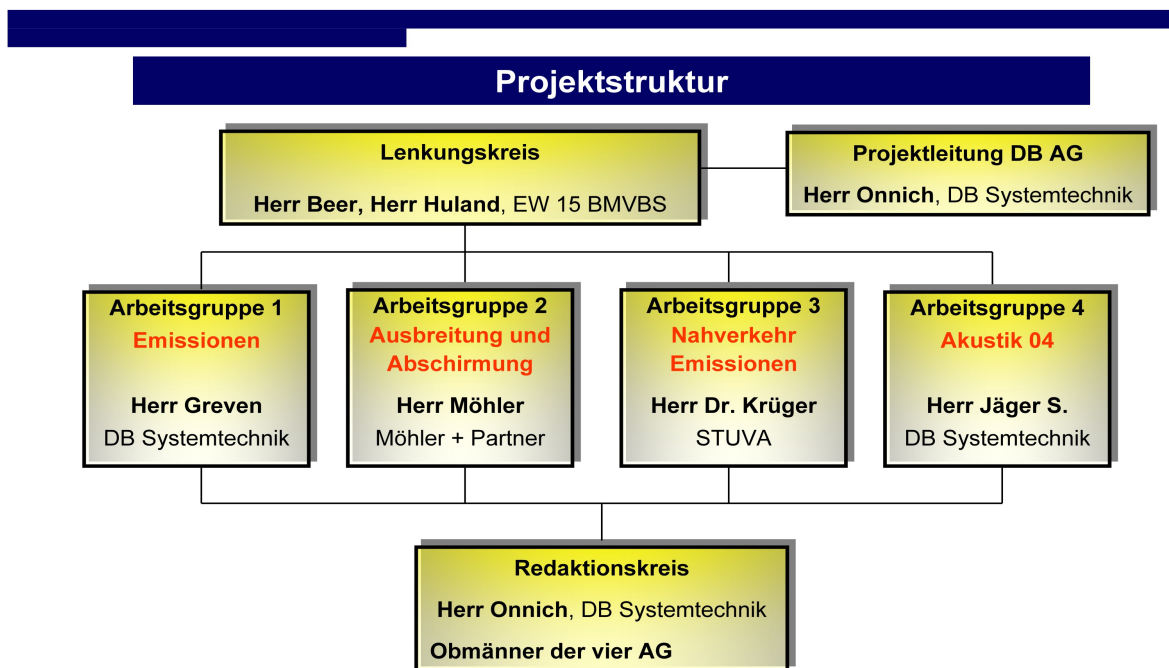 Projektstruktur
Lenkungskreis
Herr Beer, Herr Huland, EW 15 BMVBS
Projektleitung DB AG
Herr Onnich, DB Systemtechnik
Arbeitsgruppe 1
Emissionen
Herr Greven
DB Systemtechnik
Arbeitsgruppe 2
Ausbreitung und
Abschirmung
Herr Möhler
Möhler + Partner
Arbeitsgruppe 3
Nahverkehr
Emissionen
Herr Dr. Krüger
STUVA
Arbeitsgruppe 4
Akustik 04
Herr Jäger S.
DB Systemtechnik
Redaktionskreis
Herr Onnich, DB Systemtechnik
Obmänner der vier AG